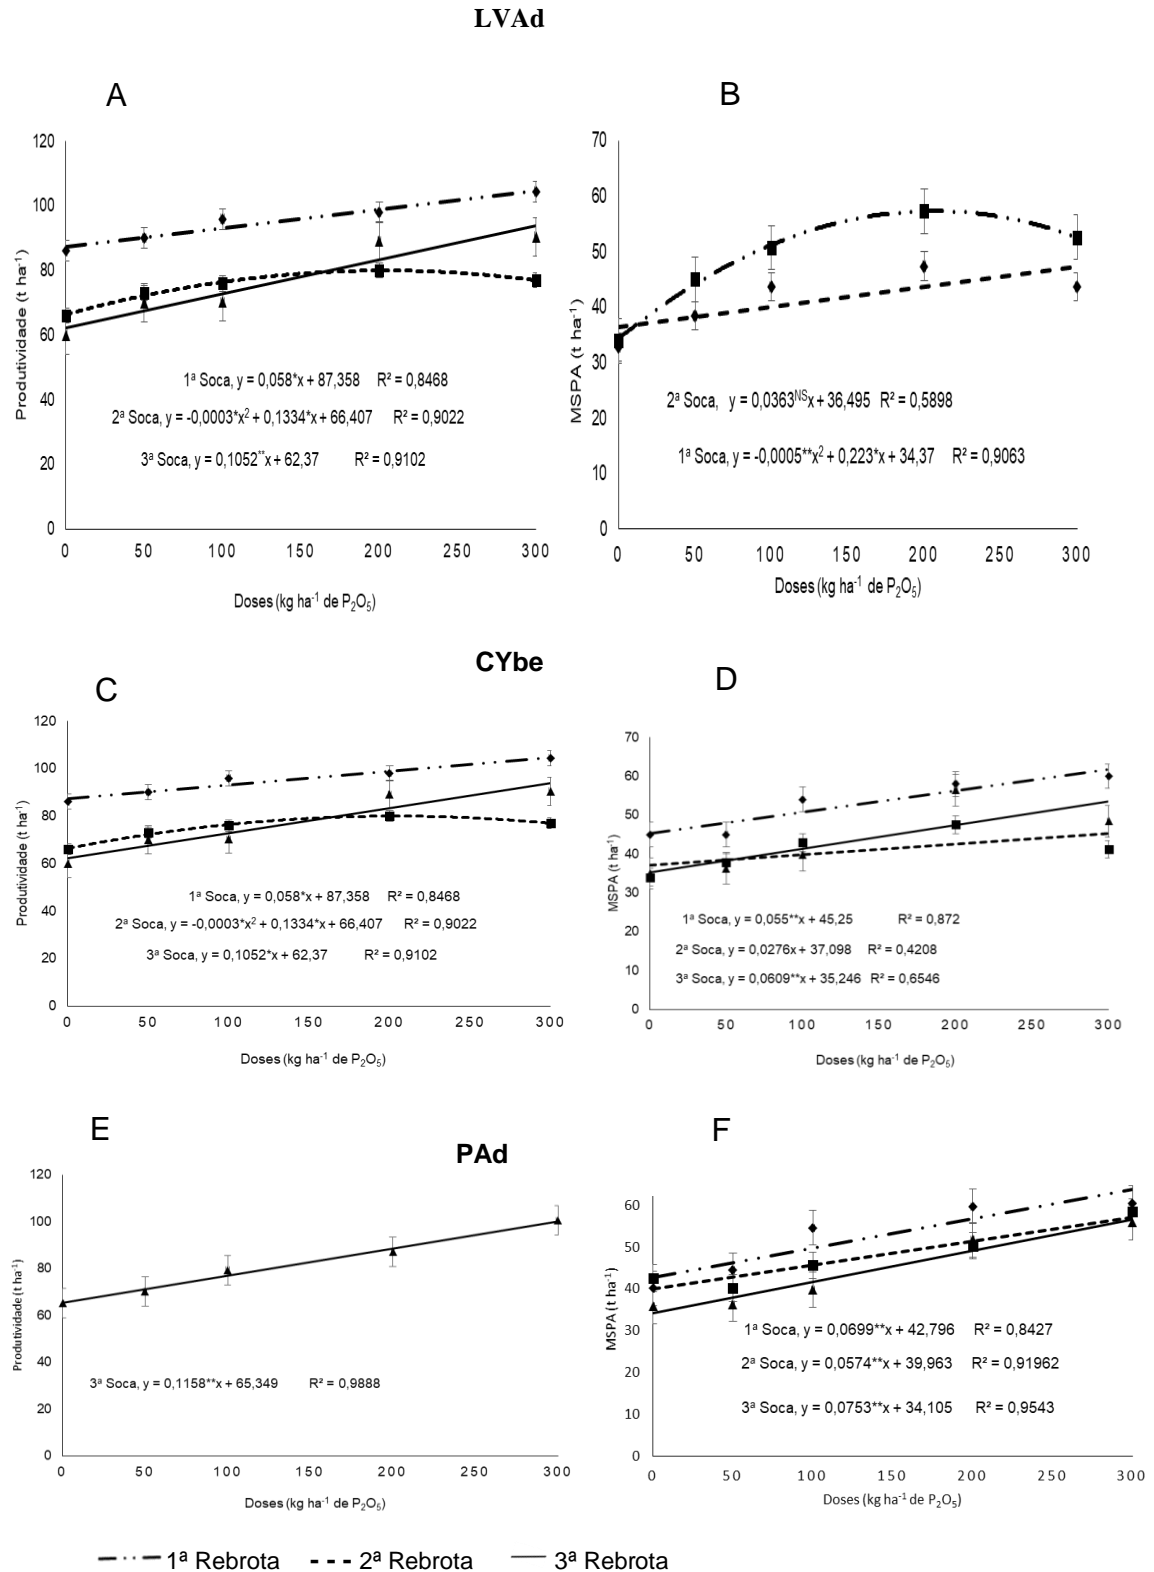 LVAd
A
B
120
100
80
60
40
20
0
Produtividade (t ha⁻¹)
1ª Soca, y = 0,058*x + 87,358 R² = 0,8468
2ª Soca, y = -0,0003*x² + 0,1334*x + 66,407 R² = 0,9022
3ª Soca, y = 0,1052**x + 62,37 R² = 0,9102
0 50 100 150 200 250 300
Doses (kg ha⁻¹ de P₂O₅)
70
60
50
40
30
20
10
0
MSPA (t ha⁻¹)
2ª Soca, y = 0,0363ᴺˢx + 36,495 R² = 0,5898
1ª Soca, y = -0,0005**x² + 0,223*x + 34,37 R² = 0,9063
0 50 100 150 200 250 300
Doses (kg ha⁻¹ de P₂O₅)
CYbe
C
D
120
100
80
60
40
20
0
Produtividade (t ha⁻¹)
1ª Soca, y = 0,058*x + 87,358 R² = 0,8468
2ª Soca, y = -0,0003*x² + 0,1334*x + 66,407 R² = 0,9022
3ª Soca, y = 0,1052*x + 62,37 R² = 0,9102
0 50 100 150 200 250 300
Doses (kg ha⁻¹ de P₂O₅)
70
60
50
40
30
20
10
0
MSPA (t ha⁻¹)
1ª Soca, y = 0,055**x + 45,25 R² = 0,872
2ª Soca, y = 0,0276x + 37,098 R² = 0,4208
3ª Soca, y = 0,0609**x + 35,246 R² = 0,6546
0 50 100 150 200 250 300
Doses (kg ha⁻¹ de P₂O₅)
E
F
PAd
120
100
80
60
40
20
0
Produtividade (t ha⁻¹)
3ª Soca, y = 0,1158**x + 65,349 R² = 0,9888
0 50 100 150 200 250 300
Doses (kg ha⁻¹ de P₂O₅)
60
50
40
30
20
10
0
MSPA (t ha⁻¹)
1ª Soca, y = 0,0699**x + 42,796 R² = 0,8427
2ª Soca, y = 0,0574**x + 39,963 R² = 0,91962
3ª Soca, y = 0,0753**x + 34,105 R² = 0,9543
0 50 100 150 200 250 300
Doses (kg ha⁻¹ de P₂O₅)
1ª Rebrota 2ª Rebrota 3ª Rebrota